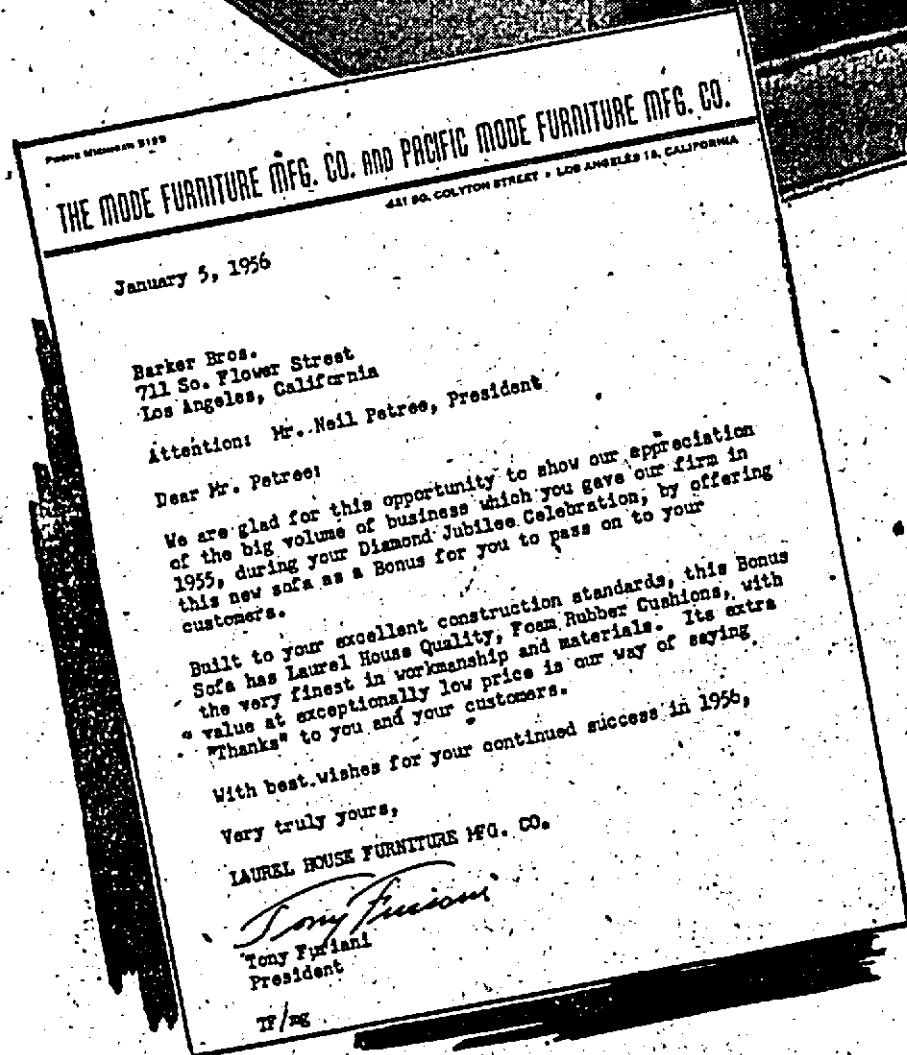 THE MODE FURNITURE MFG. CO. AND PACIFIC MODE FURNITURE MFG. CO.
SO. COLYTON STREET • LOS ANGELES CALIFORNIA
January 5, 1956
Barker Bros.
711 So. Flower Street
Los Angeles, California
Attention: Mr. Neil Petree, President
Dear Mr. Petree:
We are glad for this opportunity to show our appreciation
of the big volume of business which you gave our firm in
1955, during your Diamond Jubilee Celebration, by offering
this new sofa as a Bonus for you to pass on to your
customers.
Built to your excellent construction standards, this Bonus
Sofa has Laurel House Quality, Foam Rubber Cushions, with
the very finest in workmanship and materials. Its extra
value at exceptionally low price is our way of saying
"Thanks" to you and your customers.
With best wishes for your continued success in 1956,
Very truly yours,
LAUREL HOUSE FURNITURE MFG. CO.
Tony
Tony
President